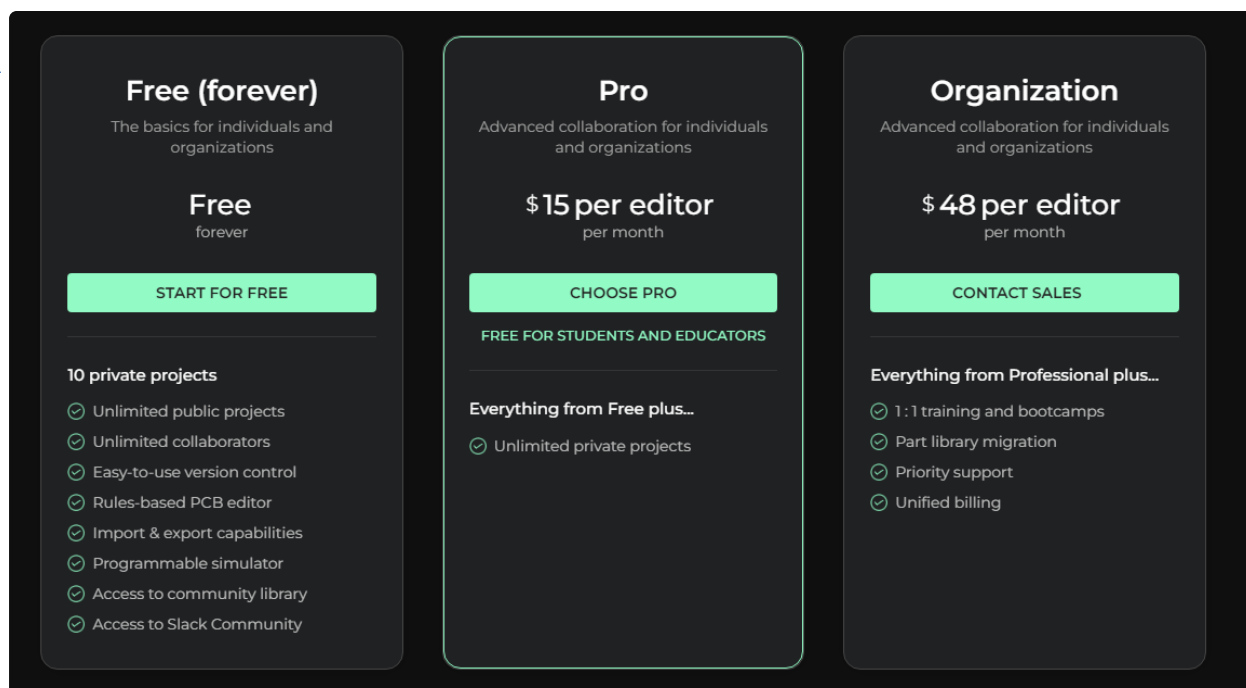 Free (forever)
The basics for individuals and
organizations
Free
forever
START FOR FREE
10 private projects
Unlimited public projects
Unlimited collaborators
Easy-to-use version control
Rules-based PCB editor
Import & export capabilities
Programmable simulator
Access to community library
Access to Slack Community
Pro
Advanced collaboration for individuals
and organizations
$15 per editor
per month
CHOOSE PRO
FREE FOR STUDENTS AND EDUCATORS
Everything from Free plus...
Unlimited private projects
Organization
Advanced collaboration for individuals
and organizations
$48 per editor
per month
CONTACT SALES
Everything from Professional plus...
1:1 training and bootcamps
Part library migration
Priority support
Unified billing